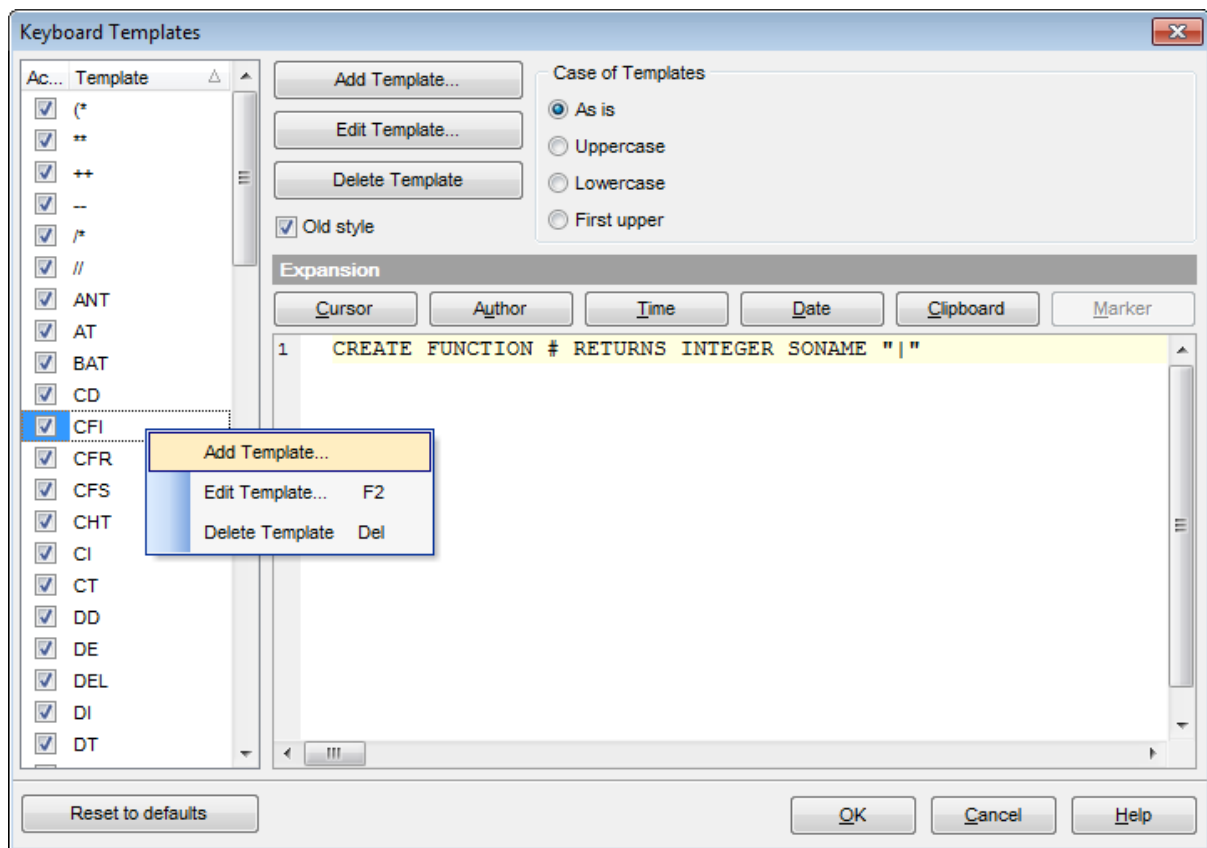 Keyboard Templates
Ac... Template
(*
**
++
--
/*
//
ANT
AT
BAT
CD
CFI
CFR
CFS
CHT
CI
CT
DD
DE
DEL
DI
DT
Add Template...
Edit Template...
Delete Template
Old style
Case of Templates
As is
Uppercase
Lowercase
First upper
Expansion
Cursor Author Time Date Clipboard Marker
1 CREATE FUNCTION # RETURNS INTEGER SONAME "|"
Add Template...
Edit Template... F2
Delete Template Del
Reset to defaults OK Cancel Help